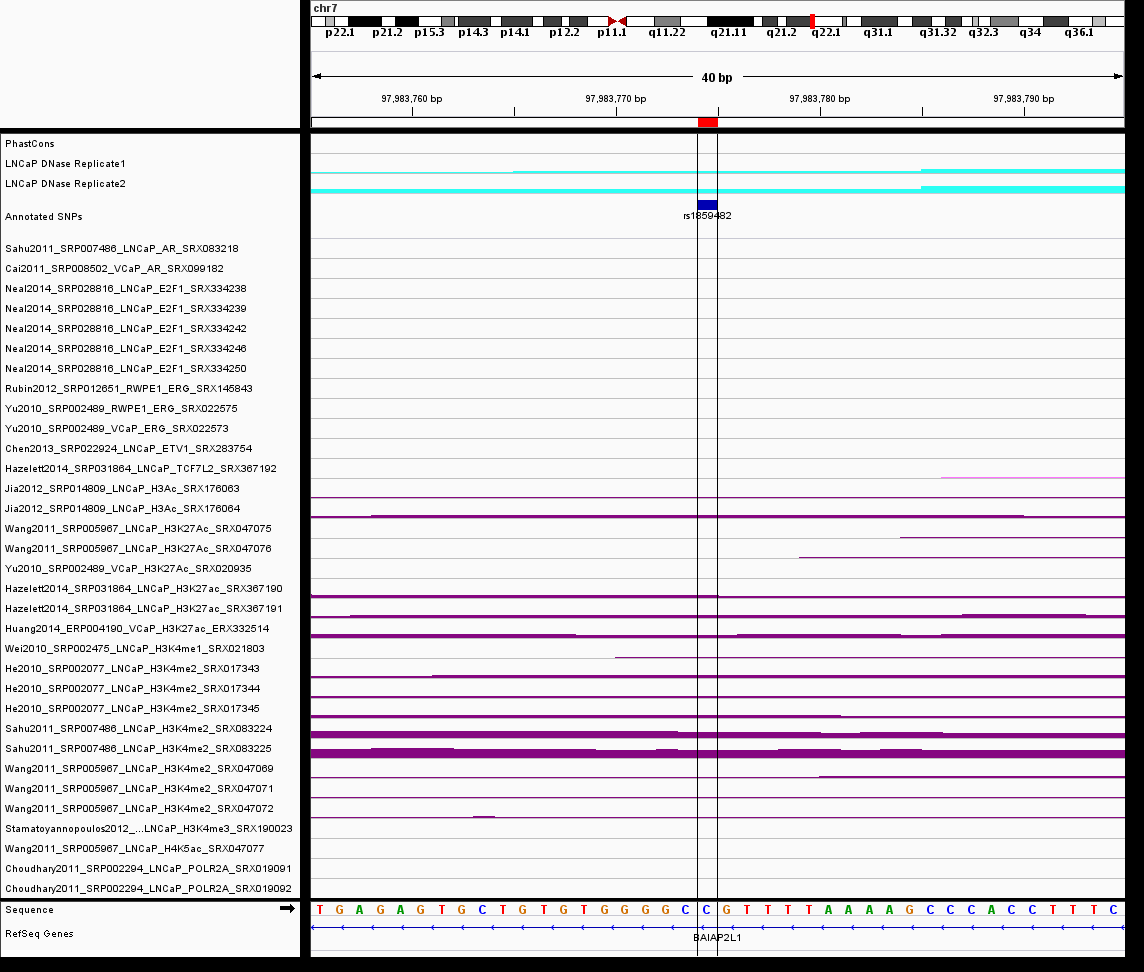 chr7
p22.1 p21.2 p15.3 p14.3 p14.1 p12.2 p11.1 q11.22 q21.11 q21.2 q22.1 q31.1 q31.32 q32.3 q34 q36.1
40 bp
97,983,760 bp 97,983,770 bp 97,983,780 bp 97,983,790 bp
PhastCons
LNCaP DNase Replicate1
LNCaP DNase Replicate2
Annotated SNPs
rs1859482
Sahu2011_SRP007486_LNCaP_AR_SRX083218
Cai2011_SRP008502_VCaP_AR_SRX099182
Neal2014_SRP028816_LNCaP_E2F1_SRX334238
Neal2014_SRP028816_LNCaP_E2F1_SRX334239
Neal2014_SRP028816_LNCaP_E2F1_SRX334242
Neal2014_SRP028816_LNCaP_E2F1_SRX334246
Neal2014_SRP028816_LNCaP_E2F1_SRX334250
Rubin2012_SRP012651_RWPE1_ERG_SRX145843
Yu2010_SRP002489_RWPE1_ERG_SRX022575
Yu2010_SRP002489_VCaP_ERG_SRX022573
Chen2013_SRP022924_LNCaP_ETV1_SRX283754
Hazelett2014_SRP031864_LNCaP_TCF7L2_SRX367192
Jia2012_SRP014809_LNCaP_H3Ac_SRX176063
Jia2012_SRP014809_LNCaP_H3Ac_SRX176064
Wang2011_SRP005967_LNCaP_H3K27Ac_SRX047075
Wang2011_SRP005967_LNCaP_H3K27Ac_SRX047076
Yu2010_SRP002489_VCaP_H3K27Ac_SRX020935
Hazelett2014_SRP031864_LNCaP_H3K27ac_SRX367190
Hazelett2014_SRP031864_LNCaP_H3K27ac_SRX367191
Huang2014_ERP004190_VCaP_H3K27ac_ERX332514
Wei2010_SRP002475_LNCaP_H3K4me1_SRX021803
He2010_SRP002077_LNCaP_H3K4me2_SRX017343
He2010_SRP002077_LNCaP_H3K4me2_SRX017344
He2010_SRP002077_LNCaP_H3K4me2_SRX017345
Sahu2011_SRP007486_LNCaP_H3K4me2_SRX083224
Sahu2011_SRP007486_LNCaP_H3K4me2_SRX083225
Wang2011_SRP005967_LNCaP_H3K4me2_SRX047069
Wang2011_SRP005967_LNCaP_H3K4me2_SRX047071
Wang2011_SRP005967_LNCaP_H3K4me2_SRX047072
Stamatoyannopoulos2012_...LNCaP_H3K4me3_SRX190023
Wang2011_SRP005967_LNCaP_H4K5ac_SRX047077
Choudhary2011_SRP002294_LNCaP_POLR2A_SRX019091
Choudhary2011_SRP002294_LNCaP_POLR2A_SRX019092
Sequence T G A G A G T G C T G T G T G G G G C C G T T T T A A A A G C C C A C C T T T C
RefSeq Genes
BAIAP2L1